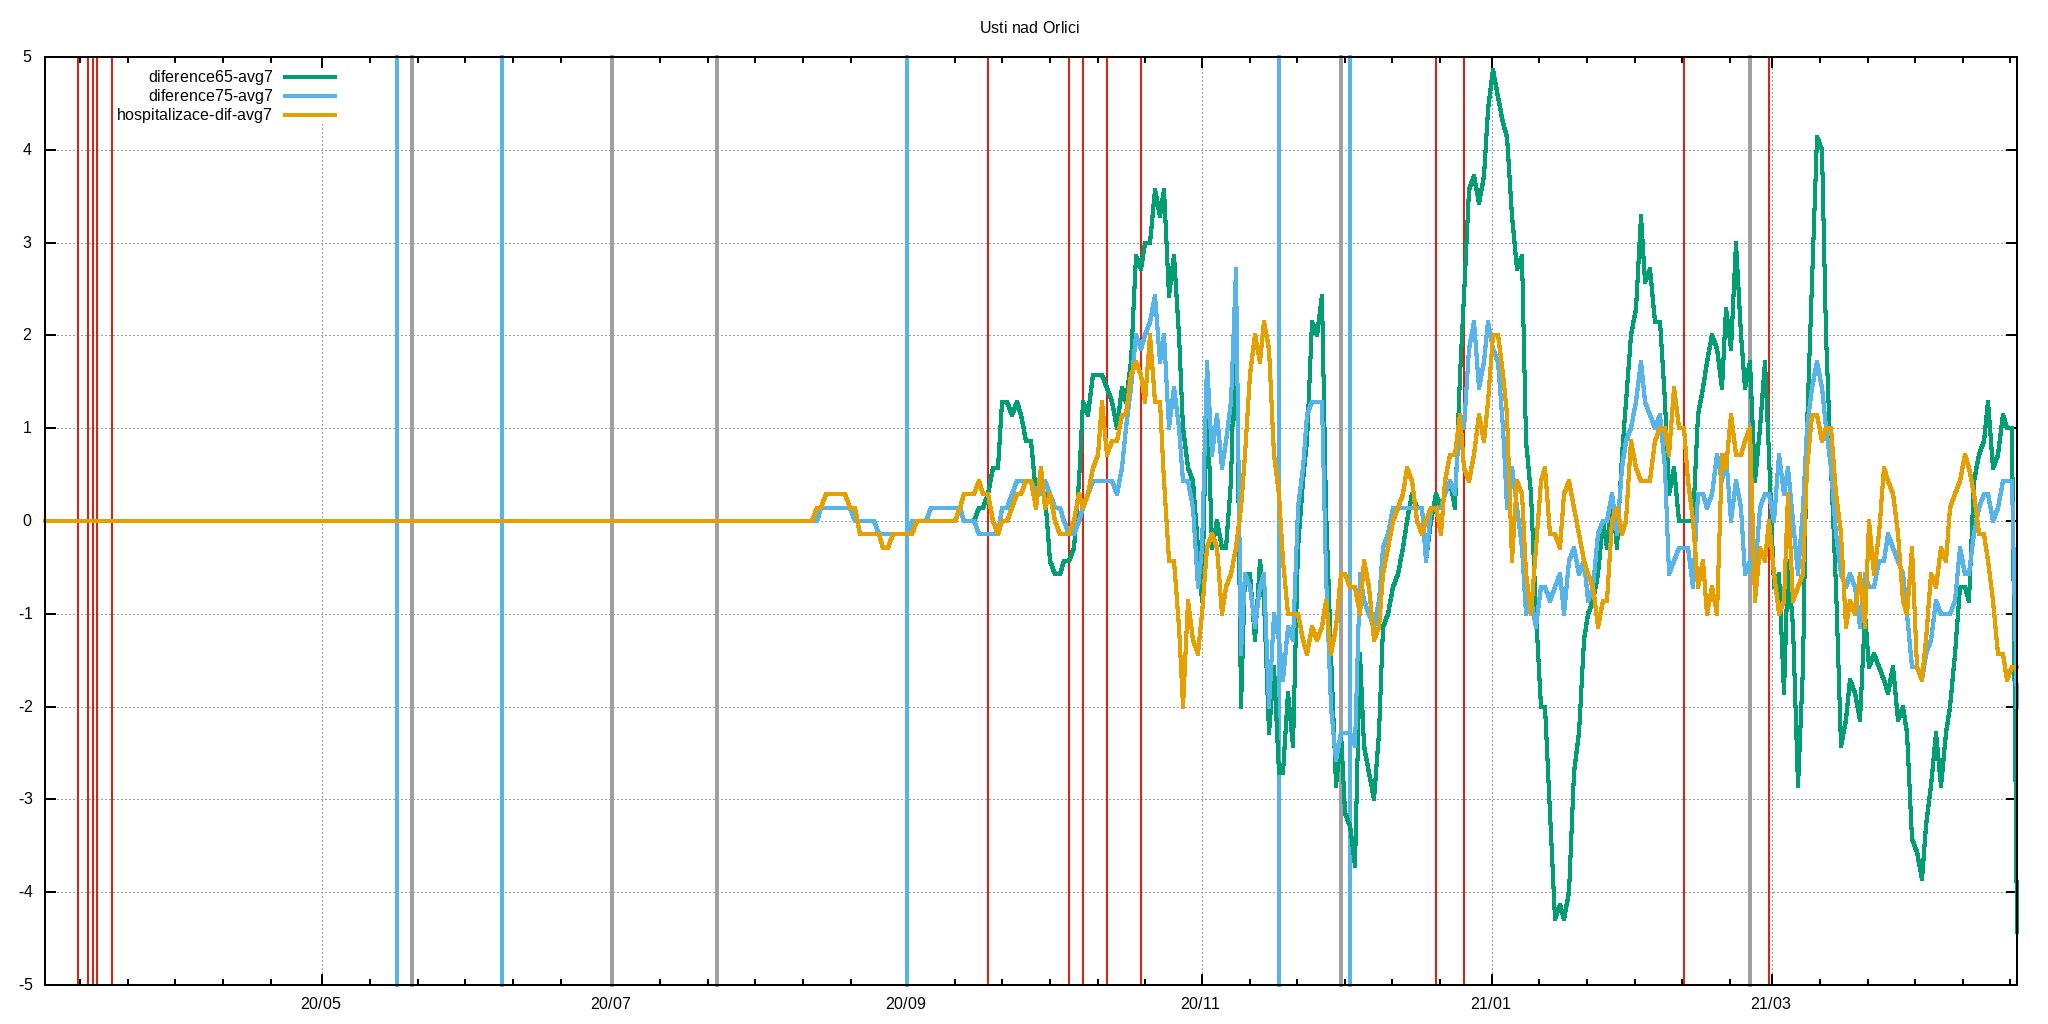 Usti nad Orlici
diference65-avg7
diference75-avg7
hospitalizace-dif-avg7
5
4
3
2
1
0
-1
-2
-3
-4
-5
20/05 20/07 20/09 20/11 21/01 21/03